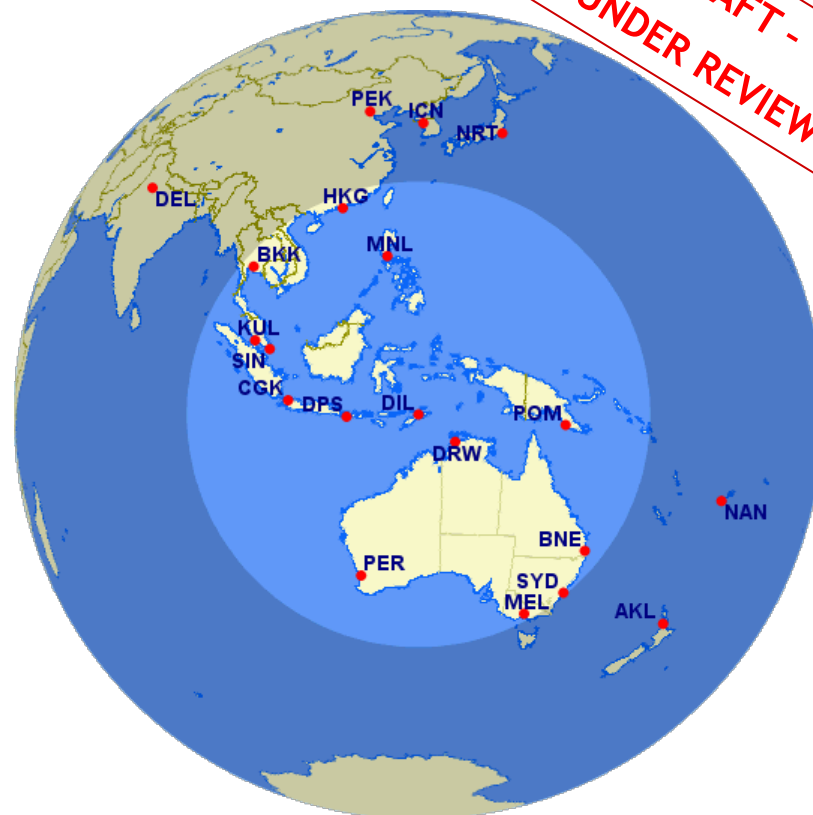 AFT -
UNDER REVIEW
PEK
ICN
NRT
DEL
HKG
MNL
BKK
KUL
SIN
CGK
DPS
DIL
POM
DRW
NAN
BNE
PER
SYD
MEL
AKL